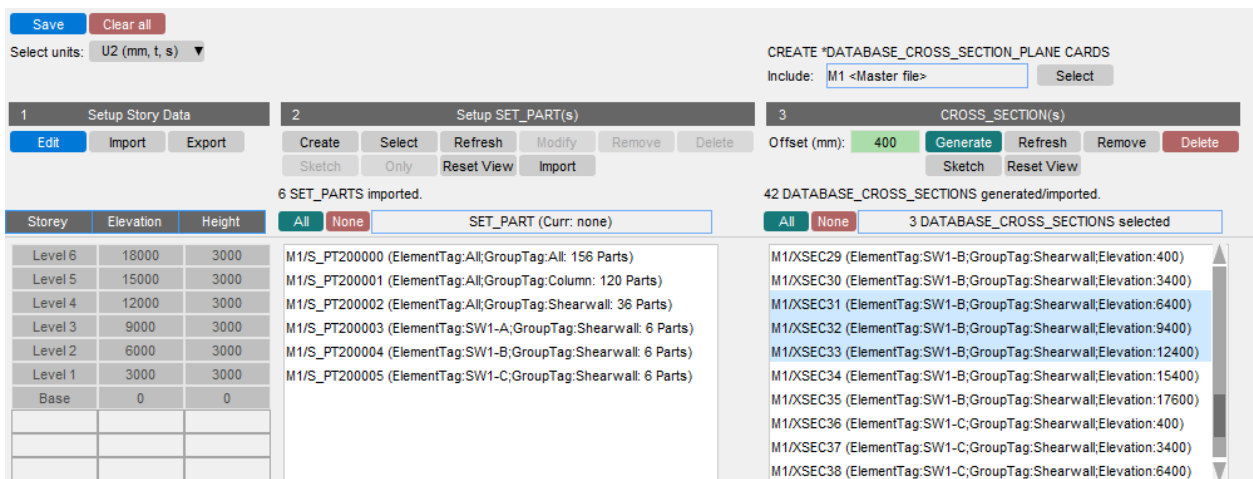 Save Clear all
Select units: U2 (mm, t, s) ▼
CREATE *DATABASE_CROSS_SECTION_PLANE CARDS
Include: M1 <Master file> Select
1 Setup Story Data
Edit Import Export
Storey Elevation Height
Level 6 18000 3000
Level 5 15000 3000
Level 4 12000 3000
Level 3 9000 3000
Level 2 6000 3000
Level 1 3000 3000
Base 0 0
2 Setup SET_PART(s)
Create Select Refresh Modify Remove Delete
Sketch Only Reset View Import
6 SET_PARTS imported.
All None SET_PART (Curr: none)
M1/S_PT200000 (ElementTag:All;GroupTag:All: 156 Parts)
M1/S_PT200001 (ElementTag:All;GroupTag:Column: 120 Parts)
M1/S_PT200002 (ElementTag:All;GroupTag:Shearwall: 36 Parts)
M1/S_PT200003 (ElementTag:SW1-A;GroupTag:Shearwall: 6 Parts)
M1/S_PT200004 (ElementTag:SW1-B;GroupTag:Shearwall: 6 Parts)
M1/S_PT200005 (ElementTag:SW1-C;GroupTag:Shearwall: 6 Parts)
3 CROSS_SECTION(s)
Offset (mm): 400 Generate Refresh Remove Delete
Sketch Reset View
42 DATABASE_CROSS_SECTIONS generated/imported.
All None 3 DATABASE_CROSS_SECTIONS selected
M1/XSEC29 (ElementTag:SW1-B;GroupTag:Shearwall;Elevation:400)
M1/XSEC30 (ElementTag:SW1-B;GroupTag:Shearwall;Elevation:3400)
M1/XSEC31 (ElementTag:SW1-B;GroupTag:Shearwall;Elevation:6400)
M1/XSEC32 (ElementTag:SW1-B;GroupTag:Shearwall;Elevation:9400)
M1/XSEC33 (ElementTag:SW1-B;GroupTag:Shearwall;Elevation:12400)
M1/XSEC34 (ElementTag:SW1-B;GroupTag:Shearwall;Elevation:15400)
M1/XSEC35 (ElementTag:SW1-B;GroupTag:Shearwall;Elevation:17600)
M1/XSEC36 (ElementTag:SW1-C;GroupTag:Shearwall;Elevation:400)
M1/XSEC37 (ElementTag:SW1-C;GroupTag:Shearwall;Elevation:3400)
M1/XSEC38 (ElementTag:SW1-C;GroupTag:Shearwall;Elevation:6400)